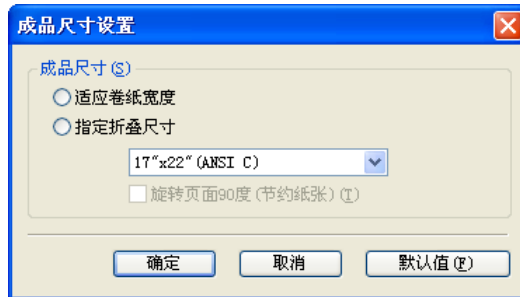 成品尺寸设置
成品尺寸(S)
适应卷纸宽度
指定折叠尺寸
17"x22"(ANSI C)
旋转页面90度(节约纸张)(T)
确定 取消 默认值(F)